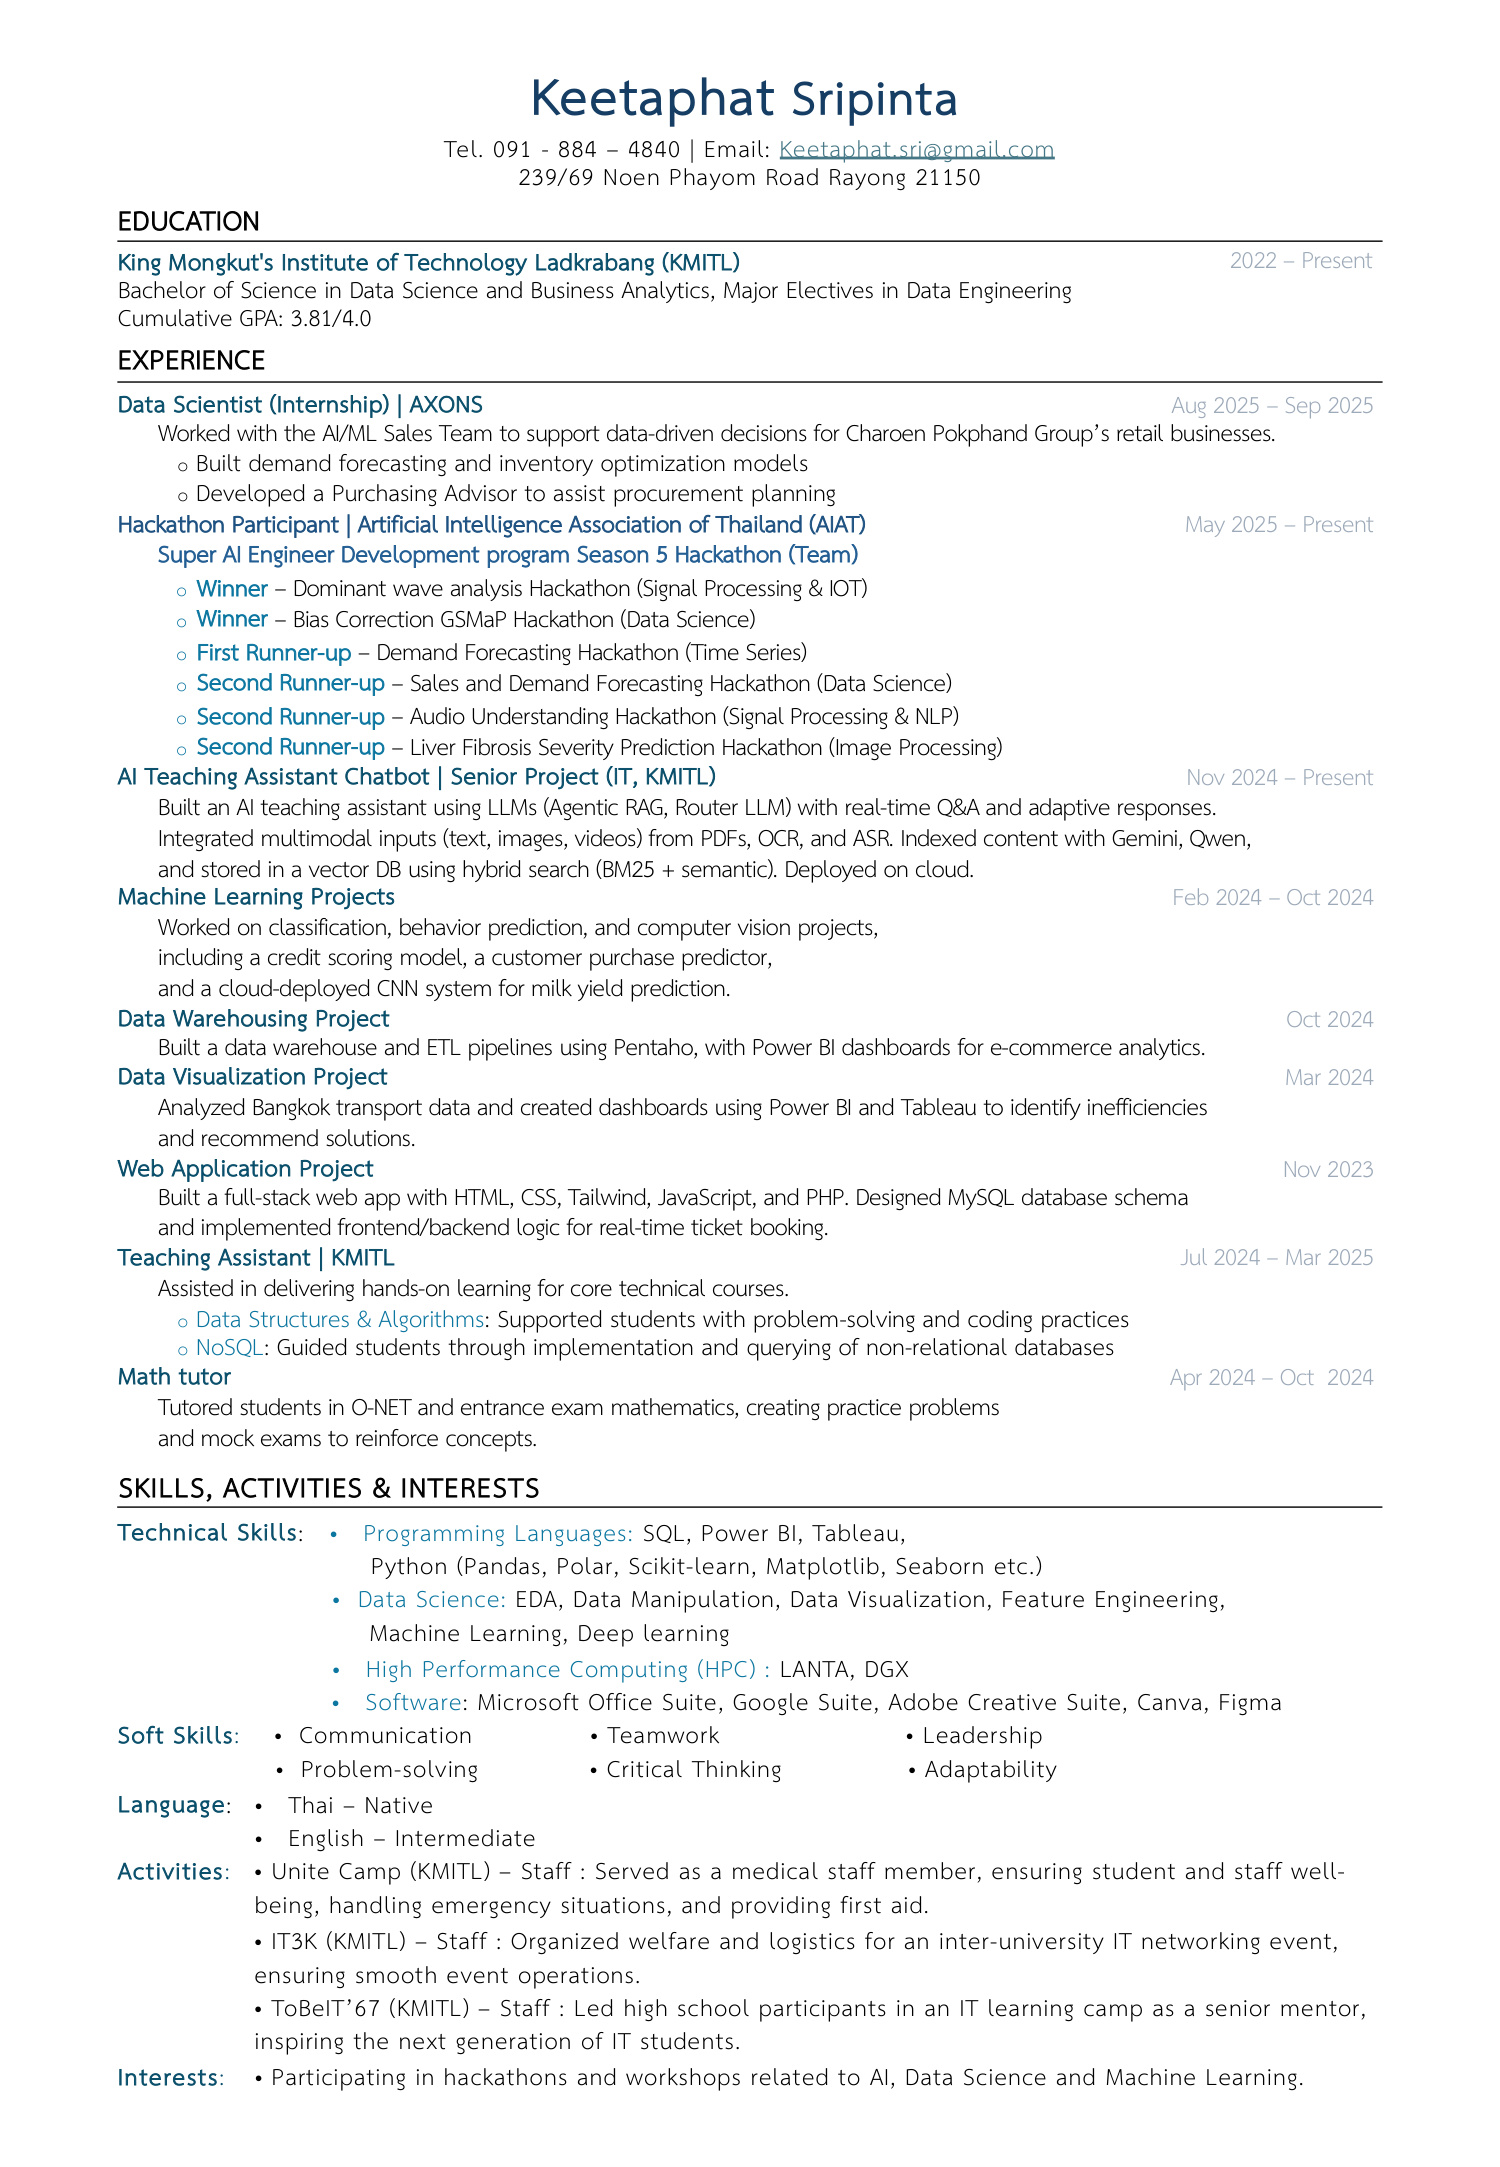 Keetaphat Sripinta
Tel. 091 - 884 – 4840 | Email: Keetaphat.sri@gmail.com
239/69 Noen Phayom Road Rayong 21150
EDUCATION
King Mongkut's Institute of Technology Ladkrabang (KMITL) 2022 – Present
Bachelor of Science in Data Science and Business Analytics, Major Electives in Data Engineering
Cumulative GPA: 3.81/4.0
EXPERIENCE
Data Scientist (Internship) | AXONS Aug 2025 – Sep 2025
Worked with the AI/ML Sales Team to support data-driven decisions for Charoen Pokphand Group’s retail businesses.
○ Built demand forecasting and inventory optimization models
○ Developed a Purchasing Advisor to assist procurement planning
Hackathon Participant | Artificial Intelligence Association of Thailand (AIAT) May 2025 – Present
Super AI Engineer Development program Season 5 Hackathon (Team)
○ Winner – Dominant wave analysis Hackathon (Signal Processing & IOT)
○ Winner – Bias Correction GSMaP Hackathon (Data Science)
○ First Runner-up – Demand Forecasting Hackathon (Time Series)
○ Second Runner-up – Sales and Demand Forecasting Hackathon (Data Science)
○ Second Runner-up – Audio Understanding Hackathon (Signal Processing & NLP)
○ Second Runner-up – Liver Fibrosis Severity Prediction Hackathon (Image Processing)
AI Teaching Assistant Chatbot | Senior Project (IT, KMITL) Nov 2024 – Present
Built an AI teaching assistant using LLMs (Agentic RAG, Router LLM) with real-time Q&A and adaptive responses.
Integrated multimodal inputs (text, images, videos) from PDFs, OCR, and ASR. Indexed content with Gemini, Qwen,
and stored in a vector DB using hybrid search (BM25 + semantic). Deployed on cloud.
Machine Learning Projects Feb 2024 – Oct 2024
Worked on classification, behavior prediction, and computer vision projects,
including a credit scoring model, a customer purchase predictor,
and a cloud-deployed CNN system for milk yield prediction.
Data Warehousing Project Oct 2024
Built a data warehouse and ETL pipelines using Pentaho, with Power BI dashboards for e-commerce analytics.
Data Visualization Project Mar 2024
Analyzed Bangkok transport data and created dashboards using Power BI and Tableau to identify inefficiencies
and recommend solutions.
Web Application Project Nov 2023
Built a full-stack web app with HTML, CSS, Tailwind, JavaScript, and PHP. Designed MySQL database schema
and implemented frontend/backend logic for real-time ticket booking.
Teaching Assistant | KMITL Jul 2024 – Mar 2025
Assisted in delivering hands-on learning for core technical courses.
○ Data Structures & Algorithms: Supported students with problem-solving and coding practices
○ NoSQL: Guided students through implementation and querying of non-relational databases
Math tutor Apr 2024 – Oct 2024
Tutored students in O-NET and entrance exam mathematics, creating practice problems
and mock exams to reinforce concepts.
SKILLS, ACTIVITIES & INTERESTS
Technical Skills: • Programming Languages: SQL, Power BI, Tableau,
Python (Pandas, Polar, Scikit-learn, Matplotlib, Seaborn etc.)
• Data Science: EDA, Data Manipulation, Data Visualization, Feature Engineering,
Machine Learning, Deep learning
• High Performance Computing (HPC) : LANTA, DGX
• Software: Microsoft Office Suite, Google Suite, Adobe Creative Suite, Canva, Figma
Soft Skills: • Communication • Teamwork • Leadership
• Problem-solving • Critical Thinking • Adaptability
Language: • Thai – Native
• English – Intermediate
Activities: • Unite Camp (KMITL) – Staff : Served as a medical staff member, ensuring student and staff well-
being, handling emergency situations, and providing first aid.
• IT3K (KMITL) – Staff : Organized welfare and logistics for an inter-university IT networking event,
ensuring smooth event operations.
• ToBeIT’67 (KMITL) – Staff : Led high school participants in an IT learning camp as a senior mentor,
inspiring the next generation of IT students.
Interests: • Participating in hackathons and workshops related to AI, Data Science and Machine Learning.